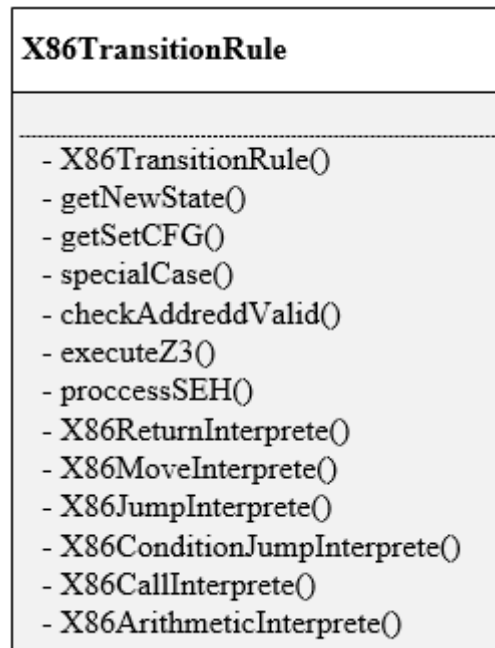 X86TransitionRule
- X86TransitionRule()
- getNewState()
- getSetCFG()
- specialCase()
- checkAddreddValid()
- executeZ3()
- proccessSEH()
- X86ReturnInterprete()
- X86MoveInterprete()
- X86JumpInterprete()
- X86ConditionJumpInterprete()
- X86CallInterprete()
- X86ArithmeticInterprete()